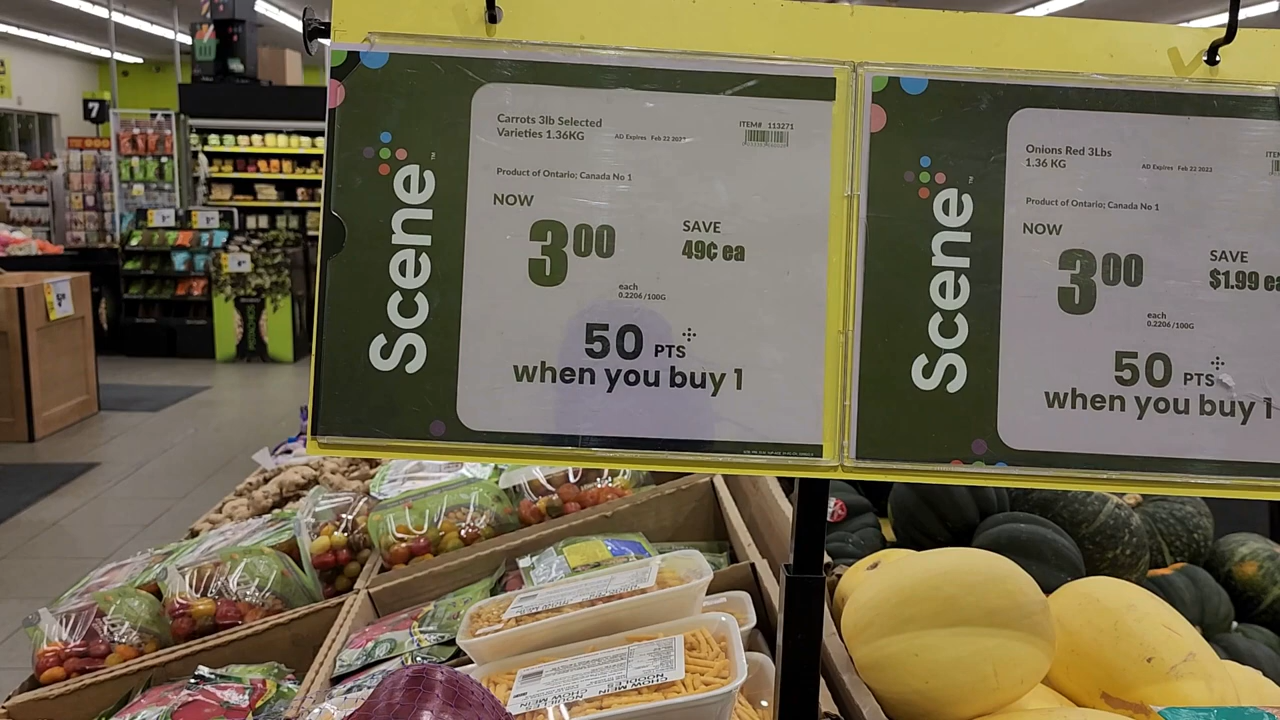 7
Scene
Carrots 3lb Selected
Varieties 1.36KG
AD Expires Feb 22 2023
ITEM# 113271
Product of Ontario; Canada No 1
NOW
3.00
SAVE
49¢ ea
each
0.2206/100G
50 PTS
when you buy 1
Scene
Onions Red 3Lbs
1.36 KG
AD Expires Feb 22 2023
Product of Ontario; Canada No 1
NOW
3.00
SAVE
$1.99 ea
each
0.2206/100G
50 PTS
when you buy 1
CHOW MEIN
NOODLES